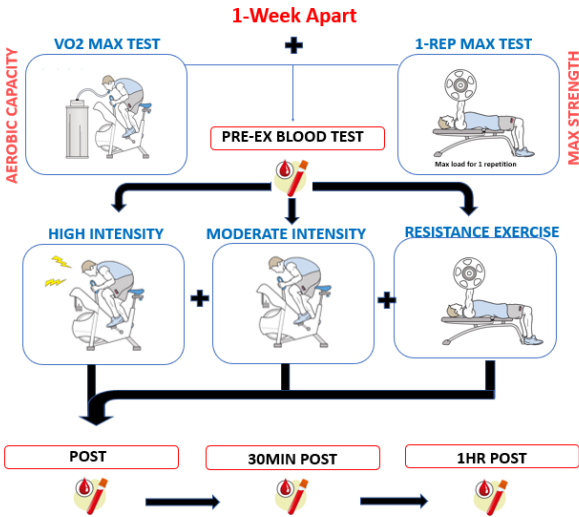 1-Week Apart
VO2 MAX TEST
1-REP MAX TEST
AEROBIC CAPACITY
MAX STRENGTH
PRE-EX BLOOD TEST
Max load for 1 repetition
HIGH INTENSITY
MODERATE INTENSITY
RESISTANCE EXERCISE
POST
30MIN POST
1HR POST